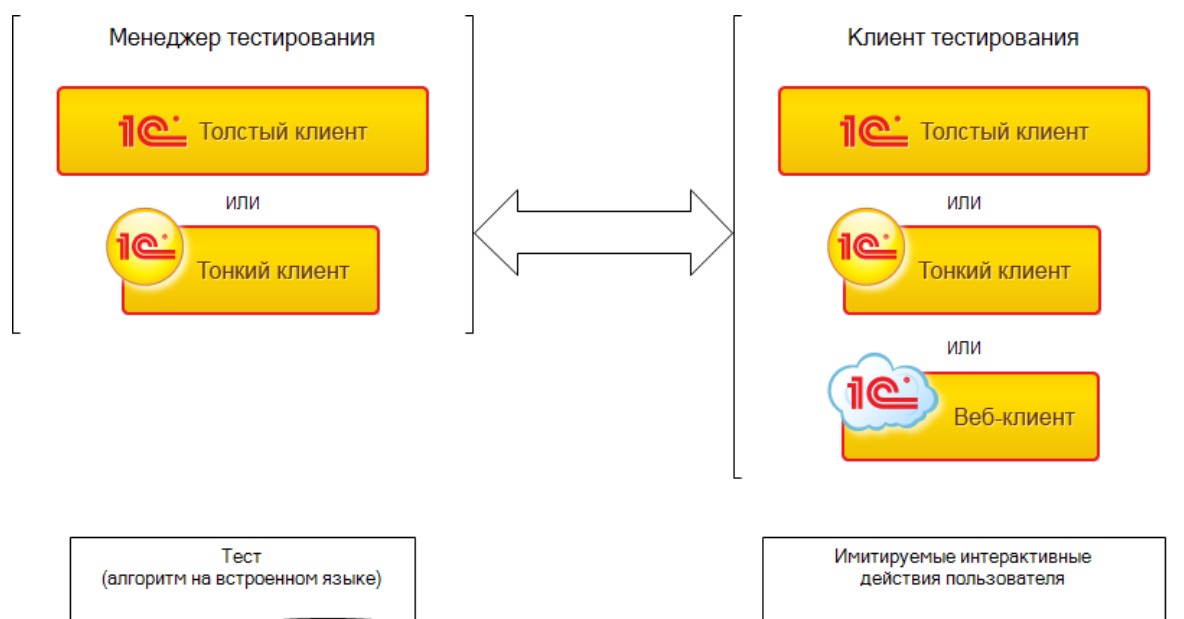 Менеджер тестирования
1С Толстый клиент
или
1С
Тонкий клиент
Клиент тестирования
1С Толстый клиент
или
1С
Тонкий клиент
или
1С
Веб-клиент
Тест
(алгоритм на встроенном языке)
Имитируемые интерактивные
действия пользователя